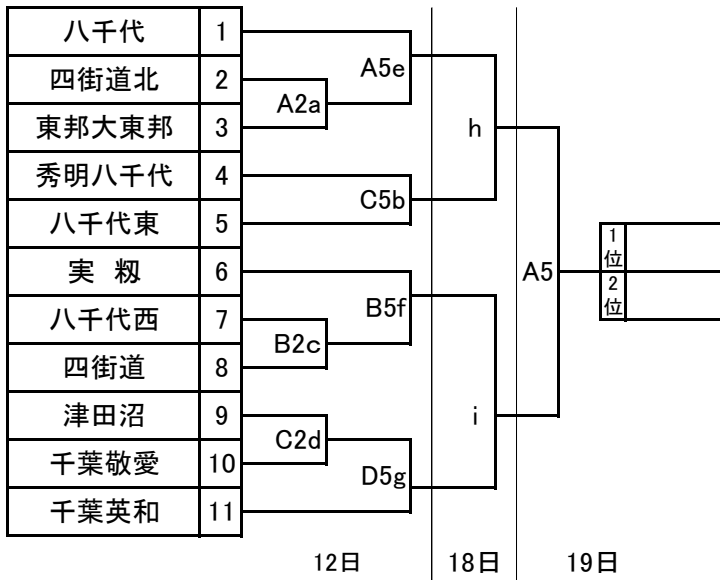 八千代 1
四街道北 2
東邦大東邦 3
秀明八千代 4
八千代東 5
実 籾 6
八千代西 7
四街道 8
津田沼 9
千葉敬愛 10
千葉英和 11
A5e
A2a
C5b
B5f
B2c
C2d
D5g
h
i
A5
1位
2位
12日 18日 19日